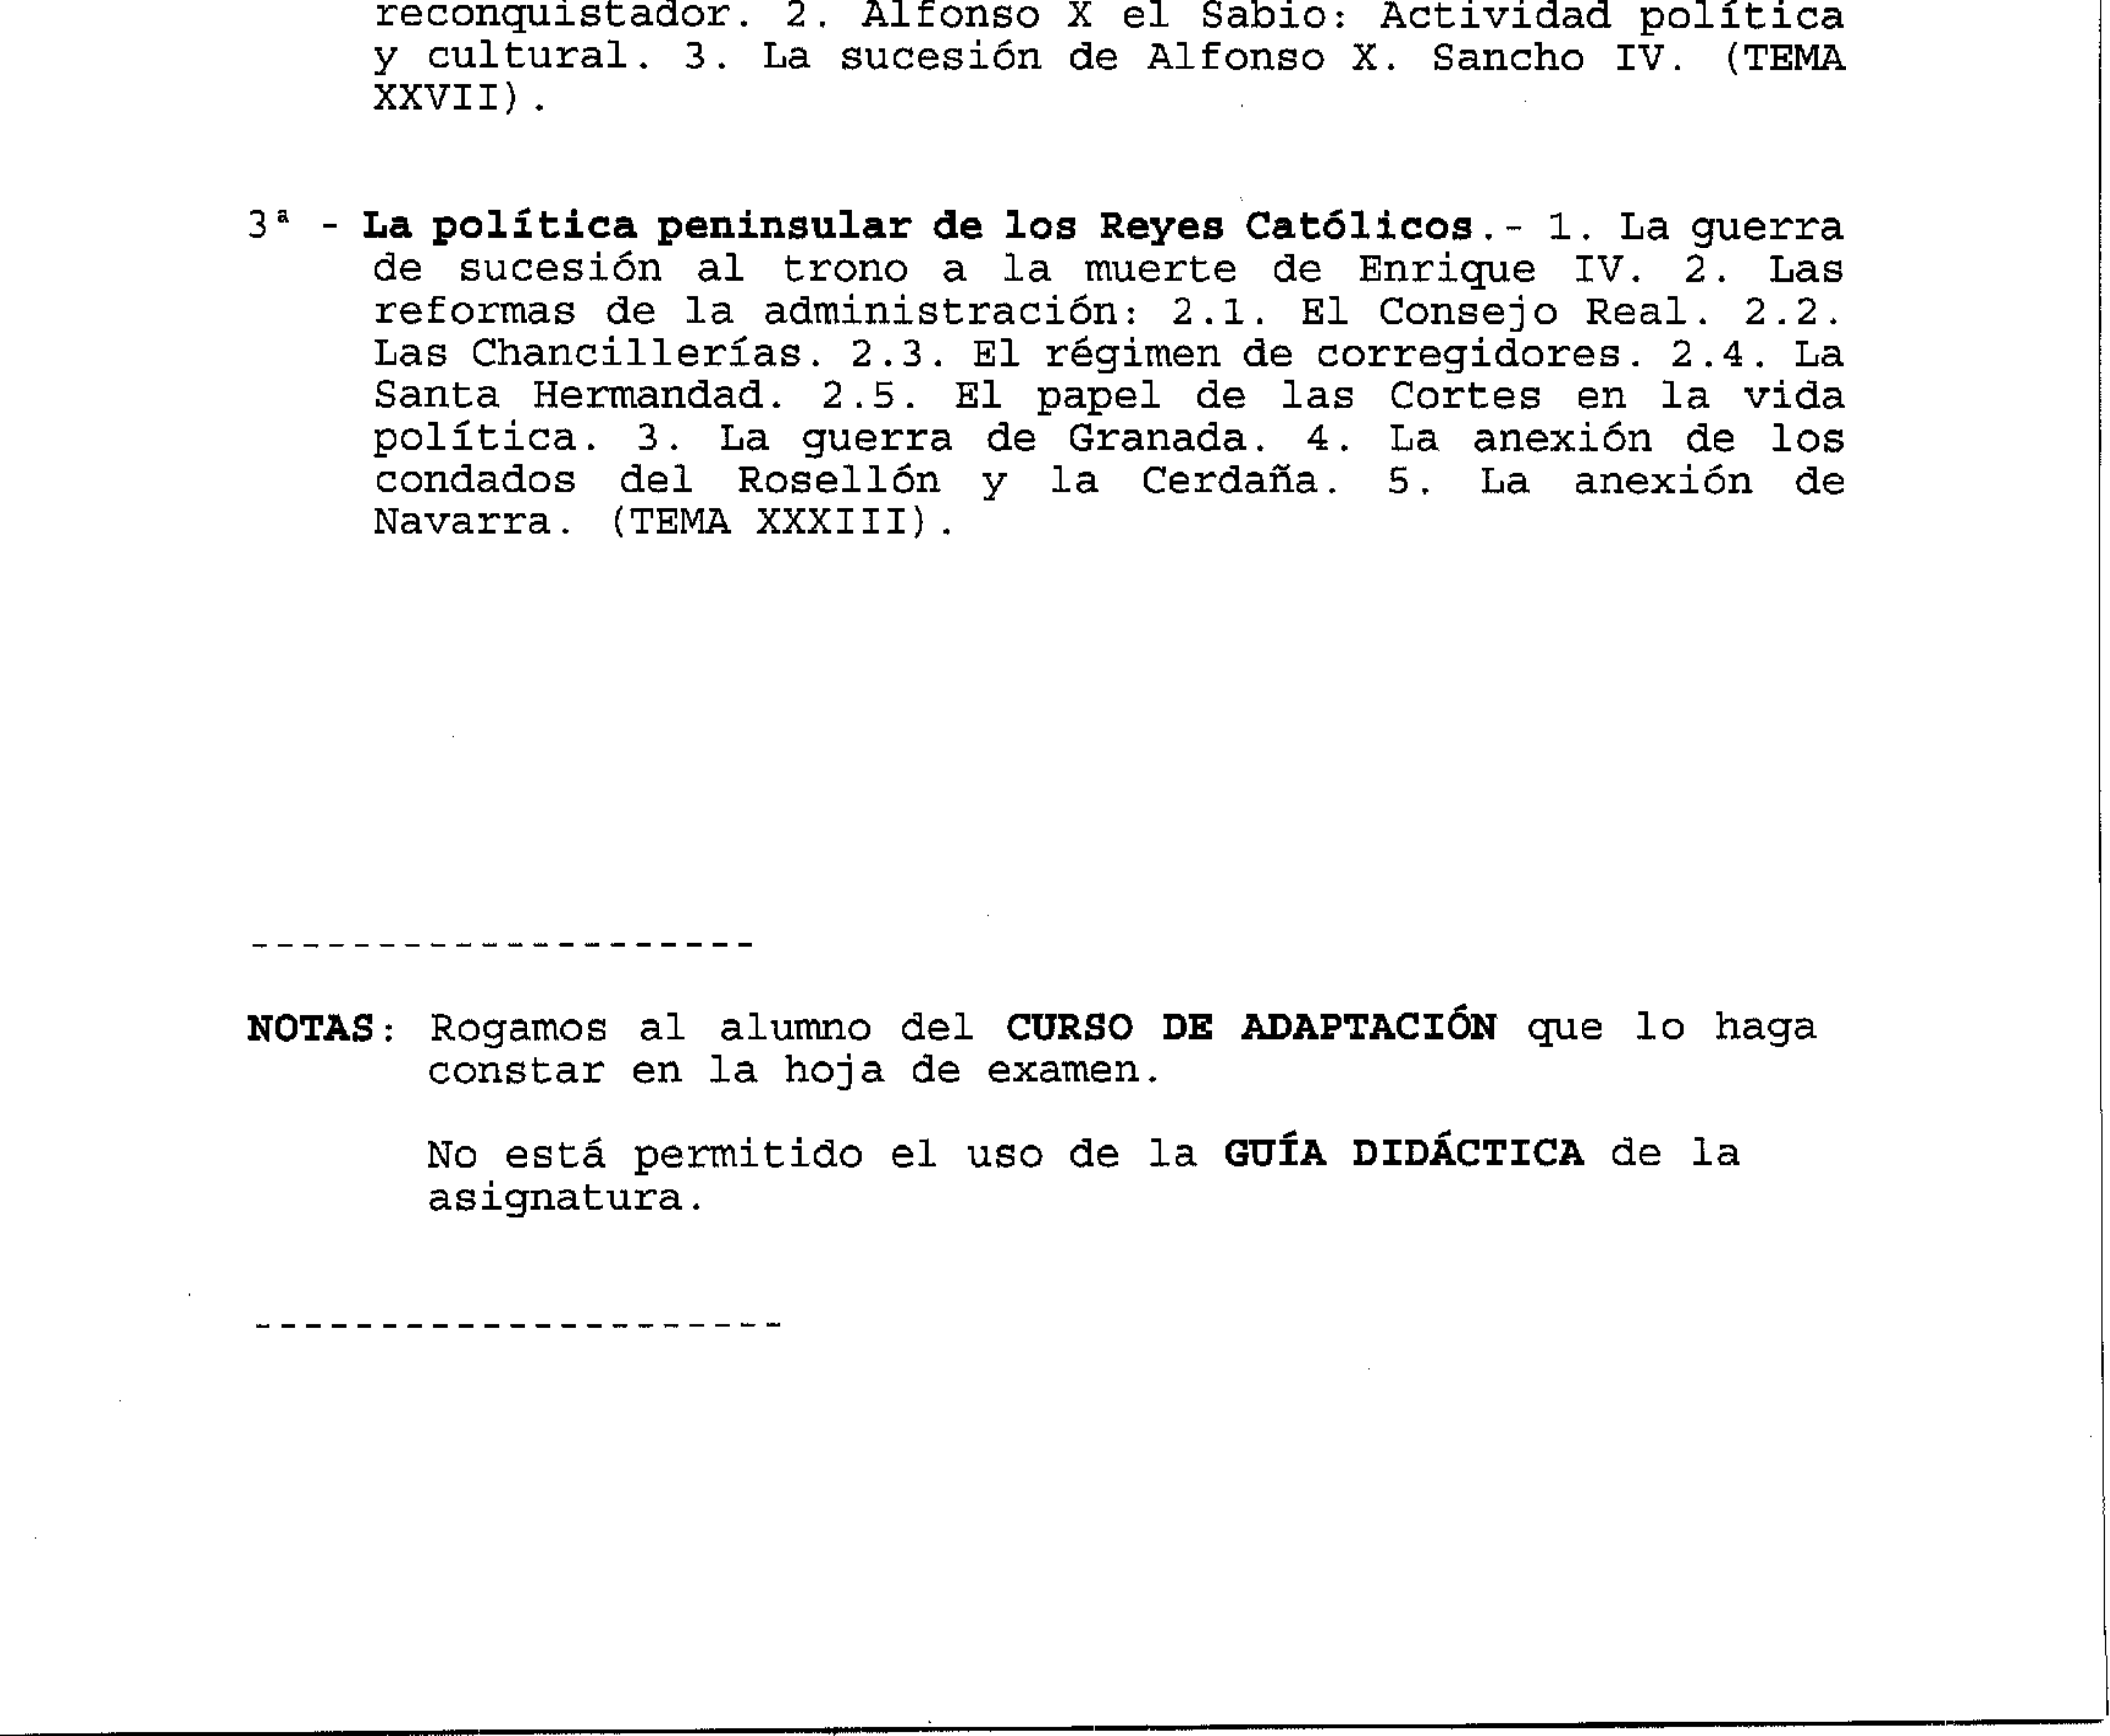 reconquistador. 2. Alfonso X el Sabio: Actividad política
y cultural. 3. La sucesión de Alfonso X. Sancho IV. (TEMA
XXVII).
3ª - La política peninsular de los Reyes Católicos.- 1. La guerra
de sucesión al trono a la muerte de Enrique IV. 2. Las
reformas de la administración: 2.1. El Consejo Real. 2.2.
Las Chancillerías. 2.3. El régimen de corregidores. 2.4. La
Santa Hermandad. 2.5. El papel de las Cortes en la vida
política. 3. La guerra de Granada. 4. La anexión de los
condados del Rosellón y la Cerdaña. 5. La anexión de
Navarra. (TEMA XXXIII).
--------------------
NOTAS: Rogamos al alumno del CURSO DE ADAPTACIÓN que lo haga
constar en la hoja de examen.
No está permitido el uso de la GUÍA DIDÁCTICA de la
asignatura.
---------------------